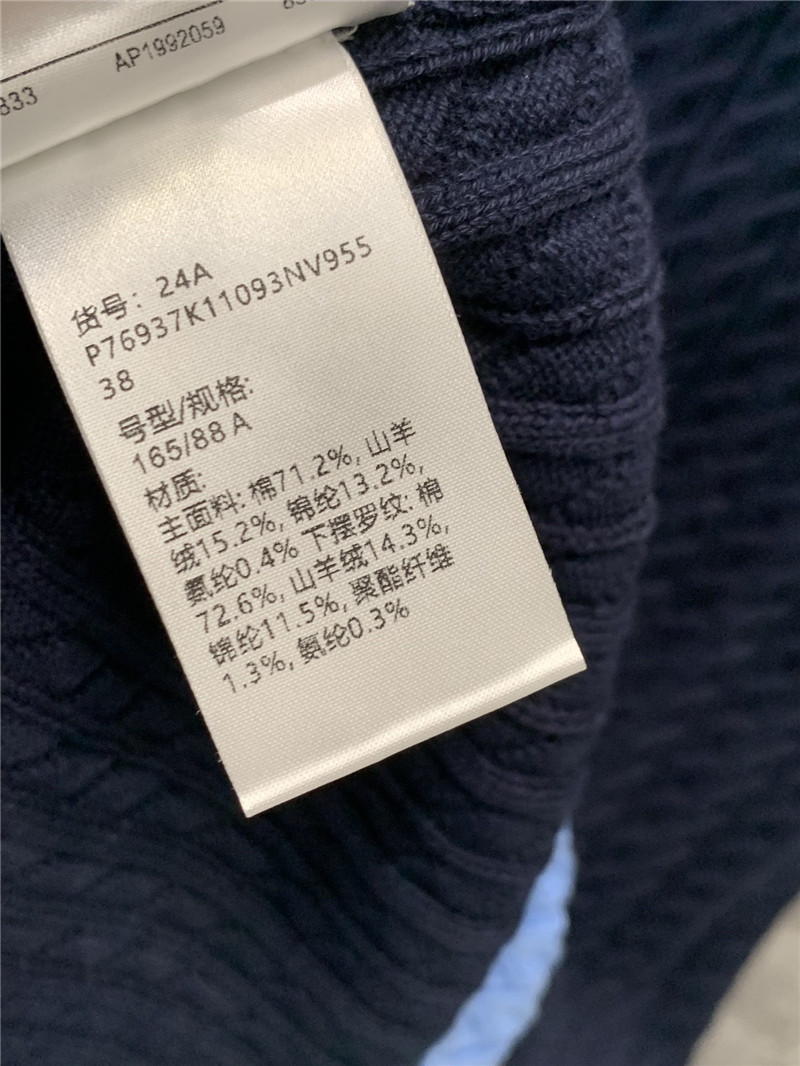 AP1992059
833
货号: 24A
P76937K11093NV955
38
号型/规格:
165/88A
材质:
主面料: 棉71.2%, 山羊
绒15.2%, 锦纶13.2%,
氨纶0.4% 下摆罗纹: 棉
72.6%, 山羊绒14.3%,
锦纶11.5%, 聚酯纤维
1.3%, 氨纶0.3%